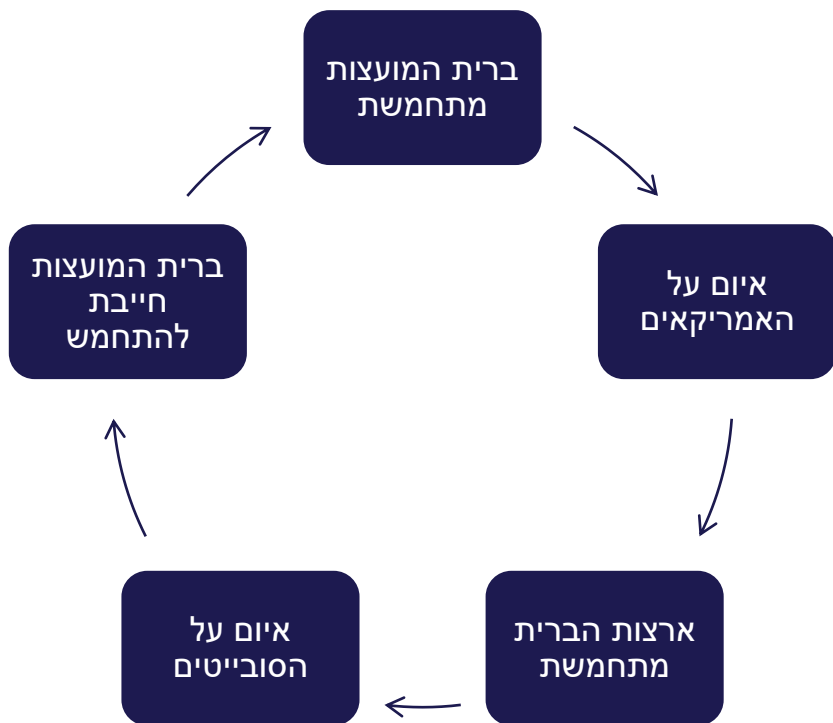 ברית המועצות
מתחמשת
איום על
האמריקאים
ארצות הברית
מתחמשת
איום על
הסובייטים
ברית המועצות
חייבת
להתחמש